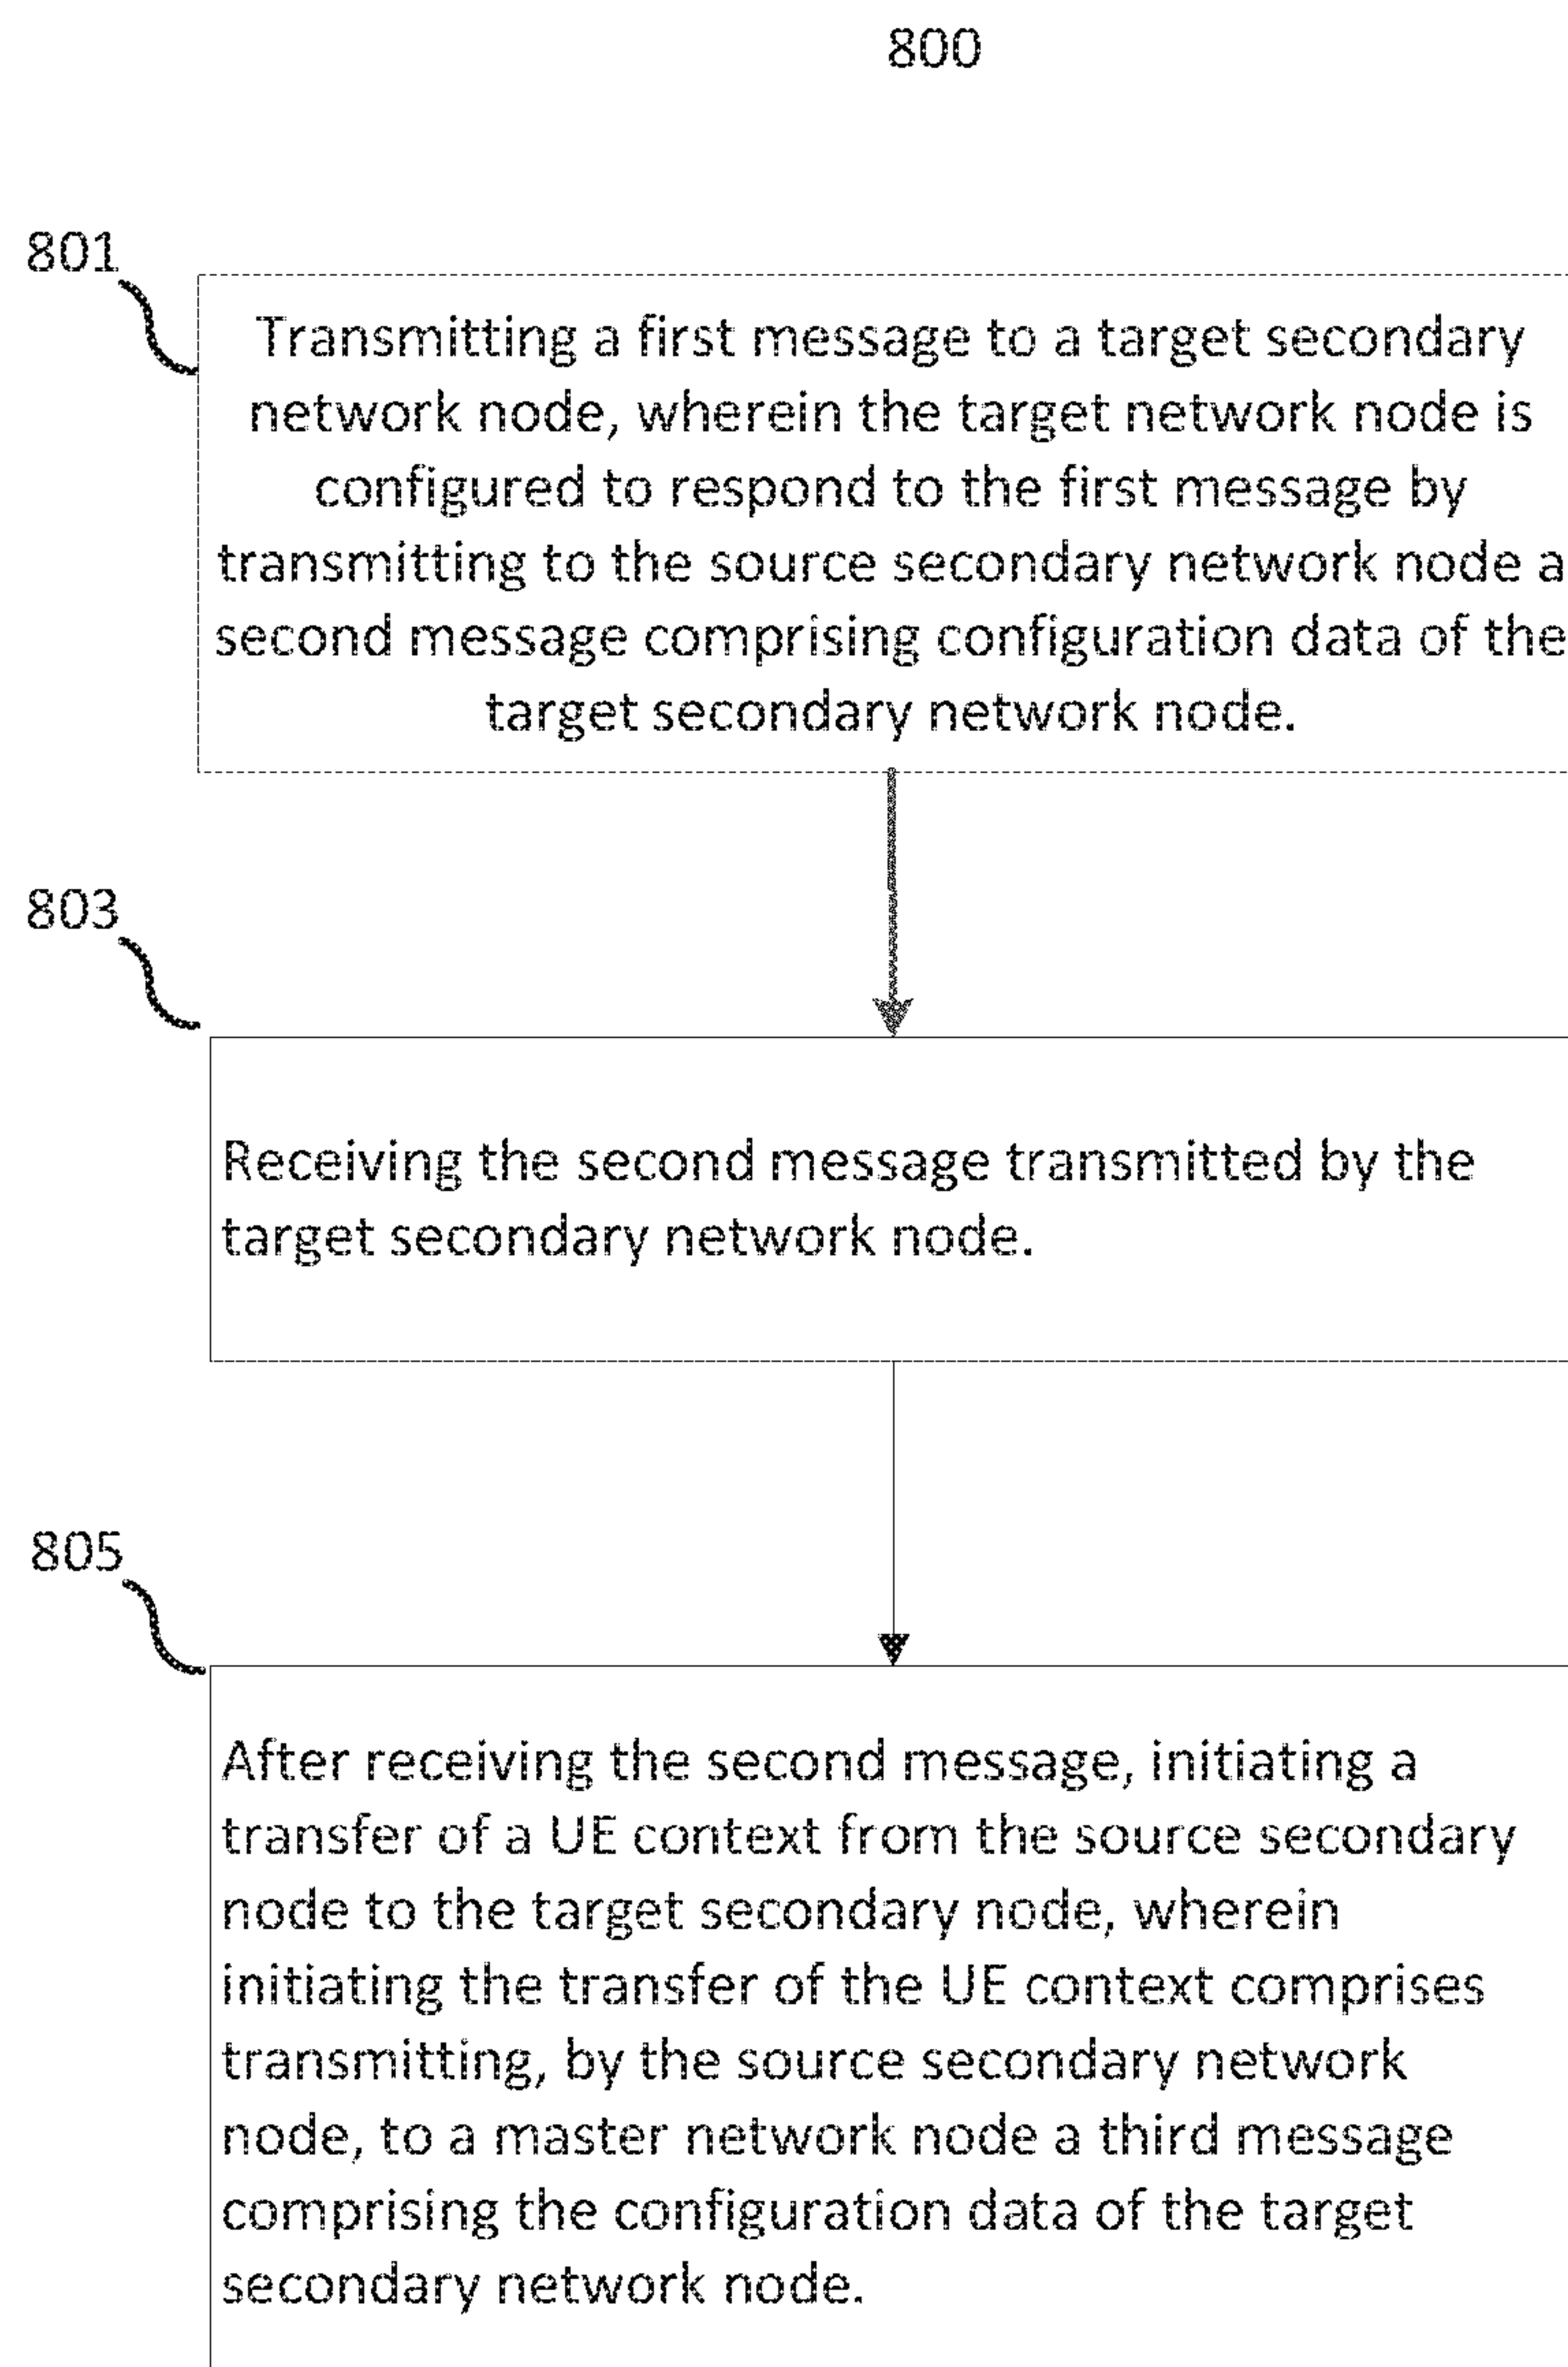 800
801
Transmitting a first message to a target secondary
network node, wherein the target network node is
configured to respond to the first message by
transmitting to the source secondary network node a
second message comprising configuration data of the
target secondary network node.
803
Receiving the second message transmitted by the
target secondary network node.
805
After receiving the second message, initiating a
transfer of a UE context from the source secondary
node to the target secondary node, wherein
initiating the transfer of the UE context comprises
transmitting, by the source secondary network
node, to a master network node a third message
comprising the configuration data of the target
secondary network node.